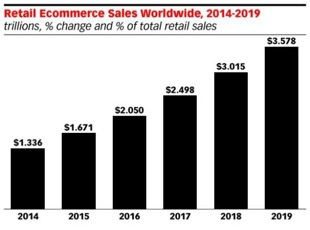 Retail Ecommerce Sales Worldwide, 2014-2019
trillions, % change and % of total retail sales
$3.578
$3.015
$2.498
$2.050
$1.671
$1.336
2014 2015 2016 2017 2018 2019